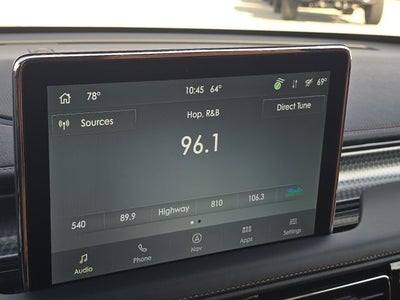 78° 10:45 64° 69°
Sources Hop, R&B Direct Tune
96.1
540 89.9 Highway 810 106.3
Audio Phone Nav Apps Settings